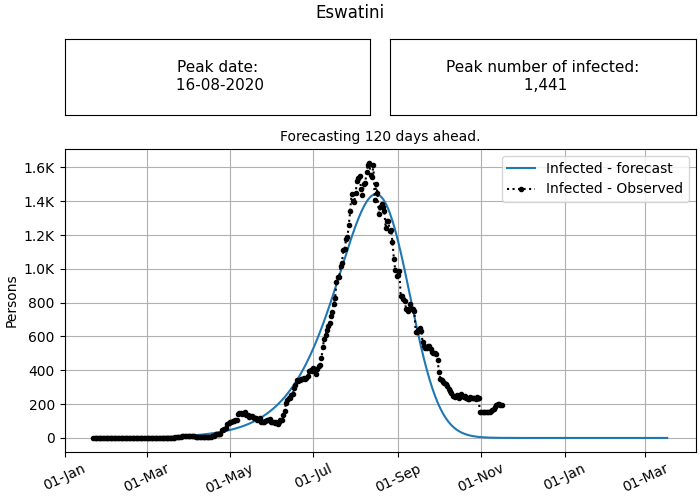 Eswatini
Peak date:
16-08-2020
Peak number of infected:
1,441
Forecasting 120 days ahead.
Infected - forecast
Infected - Observed
Persons
1.6K
1.4K
1.2K
1.0K
800
600
400
200
0
01-Jan
01-Mar
01-May
01-Jul
01-Sep
01-Nov
01-Jan
01-Mar